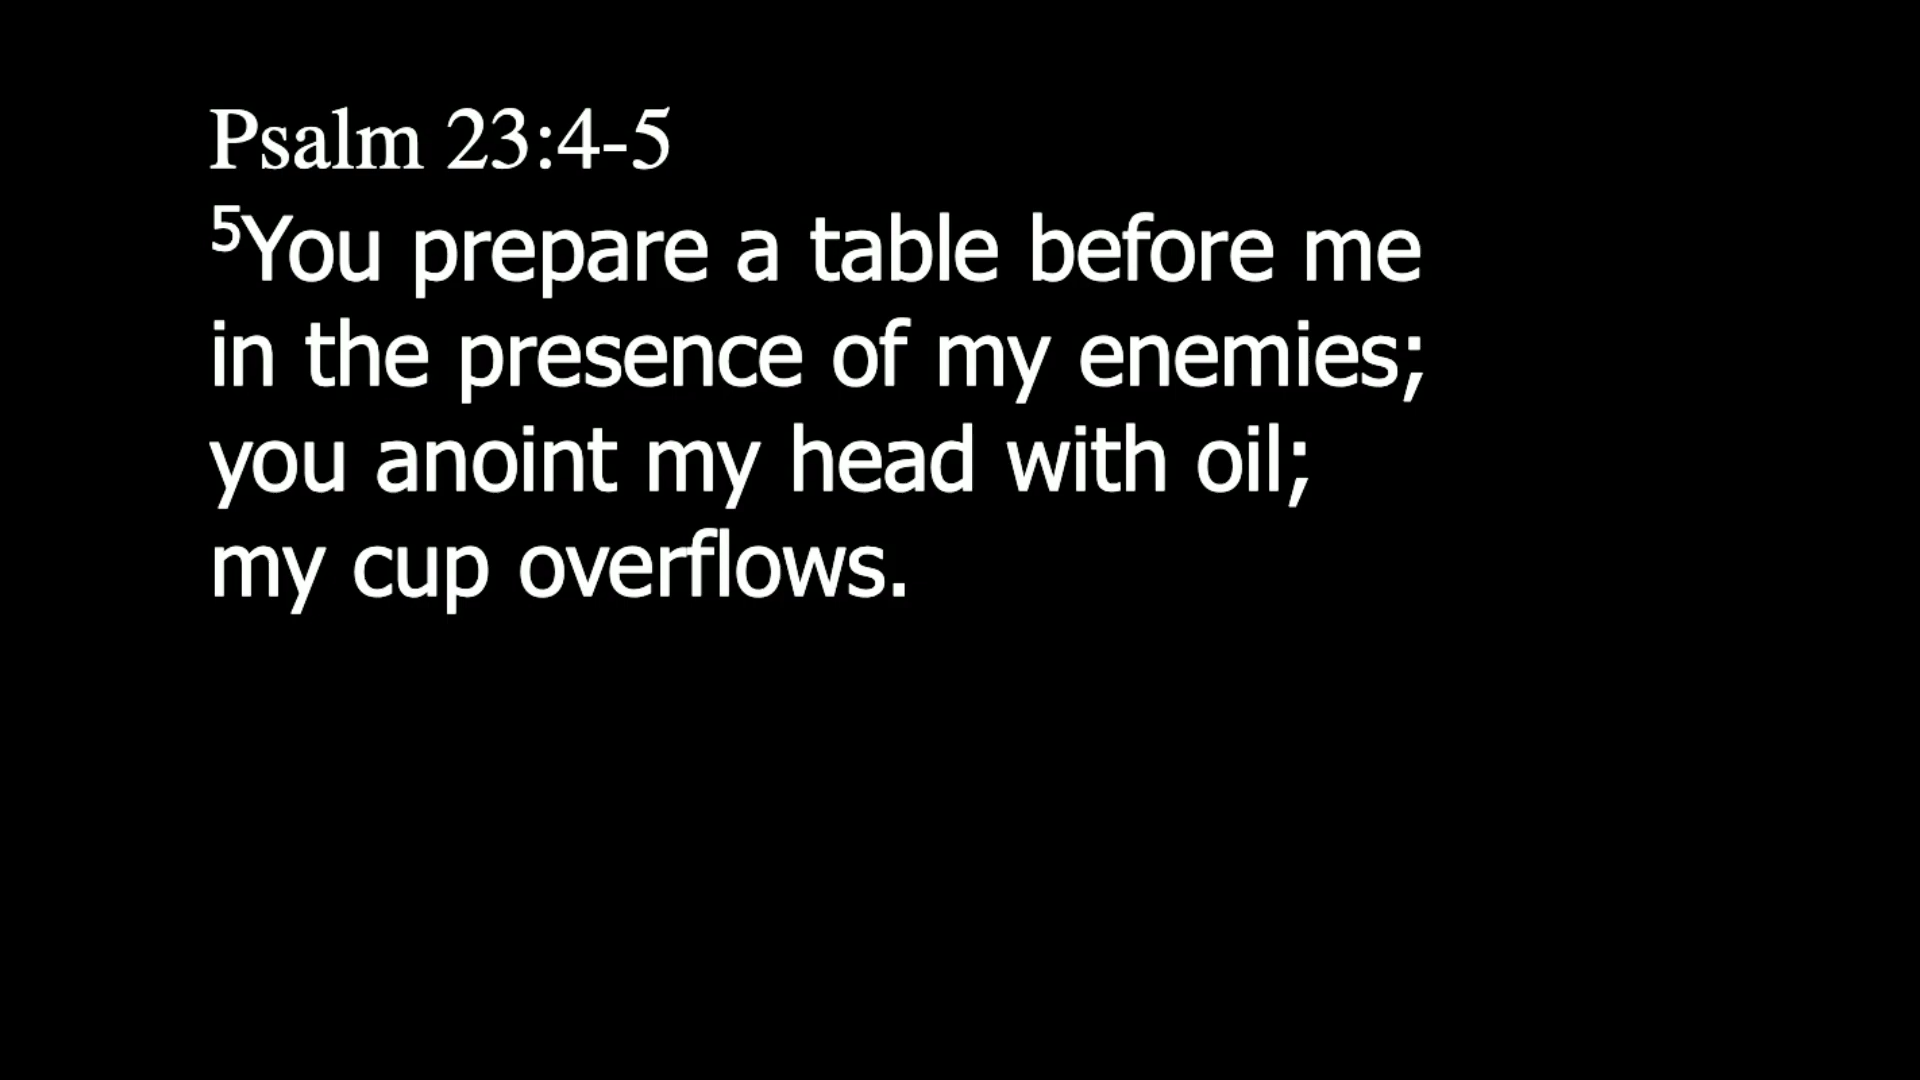 Psalm 23:4-5
⁵You prepare a table before me
in the presence of my enemies;
you anoint my head with oil;
my cup overflows.